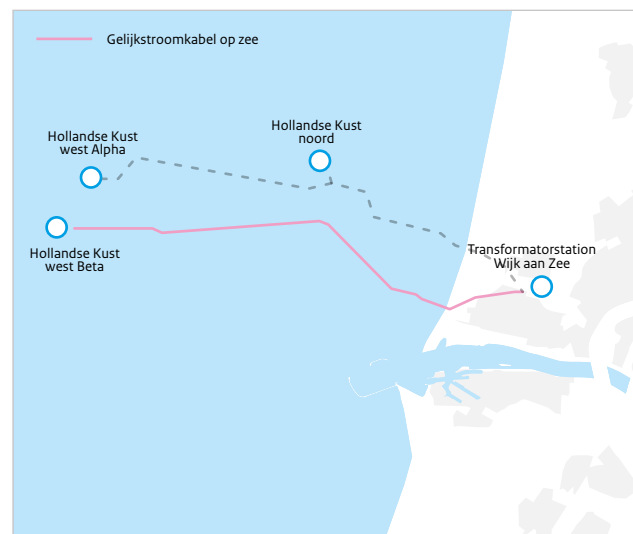 Gelijkstroomkabel op zee
Hollandse Kust
noord
Hollandse Kust
west Alpha
Hollandse Kust
west Beta
Transformatorstation
Wijk aan Zee